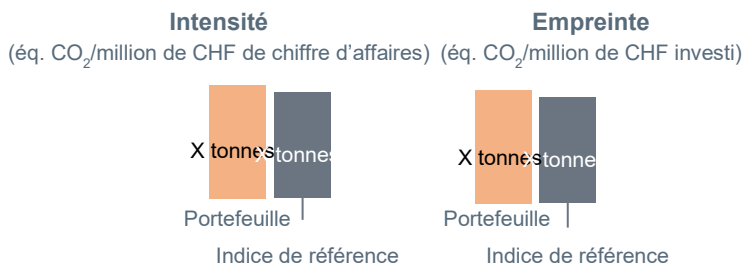 Intensité
(éq. CO₂/million de CHF de chiffre d'affaires)
X tonnes
X tonnes
Portefeuille
Indice de référence
Empreinte
(éq. CO₂/million de CHF investi)
X tonnes
X tonne
Portefeuille
Indice de référence